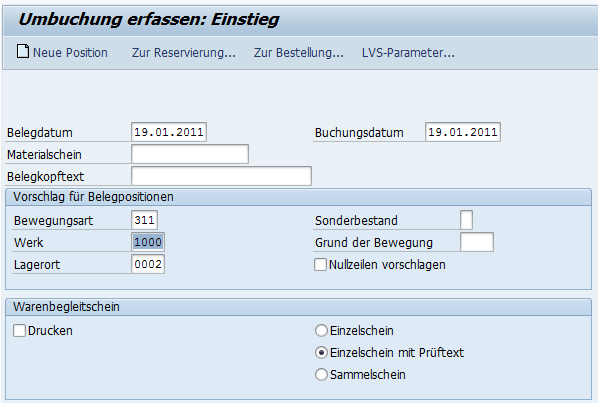 Umbuchung erfassen: Einstieg
Neue Position Zur Reservierung... Zur Bestellung... LVS-Parameter...
Belegdatum 19.01.2011 Buchungsdatum 19.01.2011
Materialschein
Belegkopftext
Vorschlag für Belegpositionen
Bewegungsart 311 Sonderbestand
Werk 1000 Grund der Bewegung
Lagerort 0002 Nullzeilen vorschlagen
Warenbegleitschein
Drucken Einzelschein
Einzelschein mit Prüftext
Sammelschein